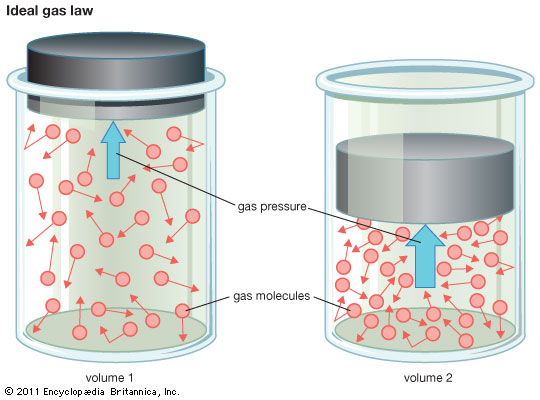 Ideal gas law
gas pressure
gas molecules
volume 1
volume 2
© 2011 Encyclopædia Britannica, Inc.